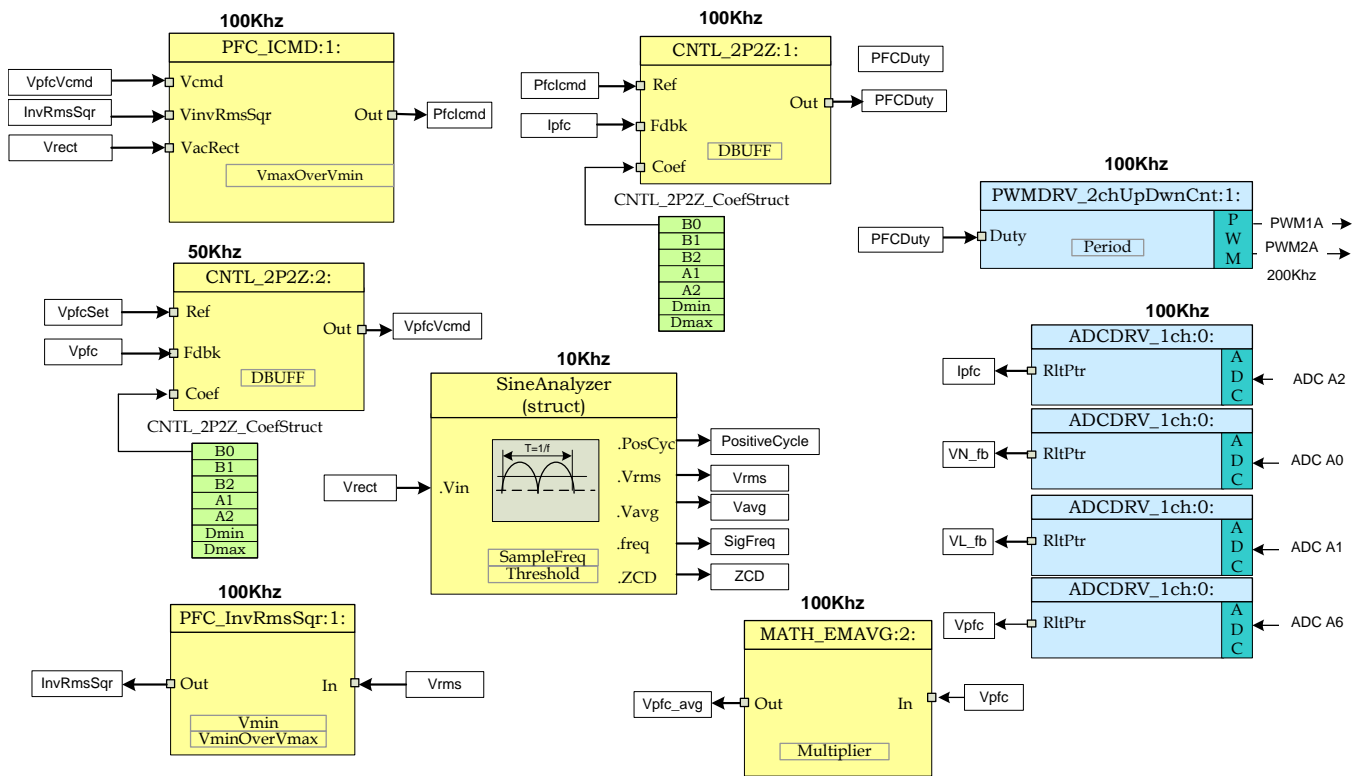 100Khz
PFC_ICMD:1:
VpfcVcmd
Vcmd
InvRmsSqr
VinvRmsSqr
Out
PfcIcmd
Vrect
VacRect
VmaxOverVmin
100Khz
CNTL_2P2Z:1:
PfcIcmd
Ref
Out
PFCDuty
PFCDuty
Ipfc
Fdbk
DBUFF
Coef
CNTL_2P2Z_CoefStruct
B0
B1
B2
A1
A2
Dmin
Dmax
100Khz
PWMDRV_2chUpDwnCnt:1:
PFCDuty
Duty
Period
P
W
M
PWM1A
PWM2A
200Khz
50Khz
CNTL_2P2Z:2:
VpfcSet
Ref
Out
VpfcVcmd
Vpfc
Fdbk
DBUFF
Coef
CNTL_2P2Z_CoefStruct
B0
B1
B2
A1
A2
Dmin
Dmax
10Khz
SineAnalyzer
(struct)
T=1/f
Vrect
.Vin
.PosCyc
PositiveCycle
.Vrms
Vrms
.Vavg
Vavg
.freq
SigFreq
.ZCD
ZCD
SampleFreq
Threshold
100Khz
ADCDRV_1ch:0:
Ipfc
RltPtr
A
D
C
ADC A2
ADCDRV_1ch:0:
VN_fb
RltPtr
A
D
C
ADC A0
ADCDRV_1ch:0:
VL_fb
RltPtr
A
D
C
ADC A1
ADCDRV_1ch:0:
Vpfc
RltPtr
A
D
C
ADC A6
100Khz
PFC_InvRmsSqr:1:
InvRmsSqr
Out
In
Vrms
Vmin
VminOverVmax
100Khz
MATH_EMAVG:2:
Vpfc_avg
Out
In
Vpfc
Multiplier